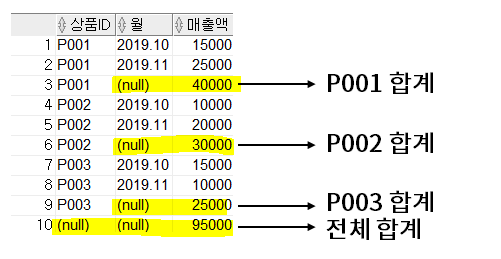 상품ID 월 매출액
1 P001 2019.10 15000
2 P001 2019.11 25000
3 P001 (null) 40000 P001 합계
4 P002 2019.10 10000
5 P002 2019.11 20000
6 P002 (null) 30000 P002 합계
7 P003 2019.10 15000
8 P003 2019.11 10000
9 P003 (null) 25000 P003 합계
10 (null) (null) 95000 전체 합계